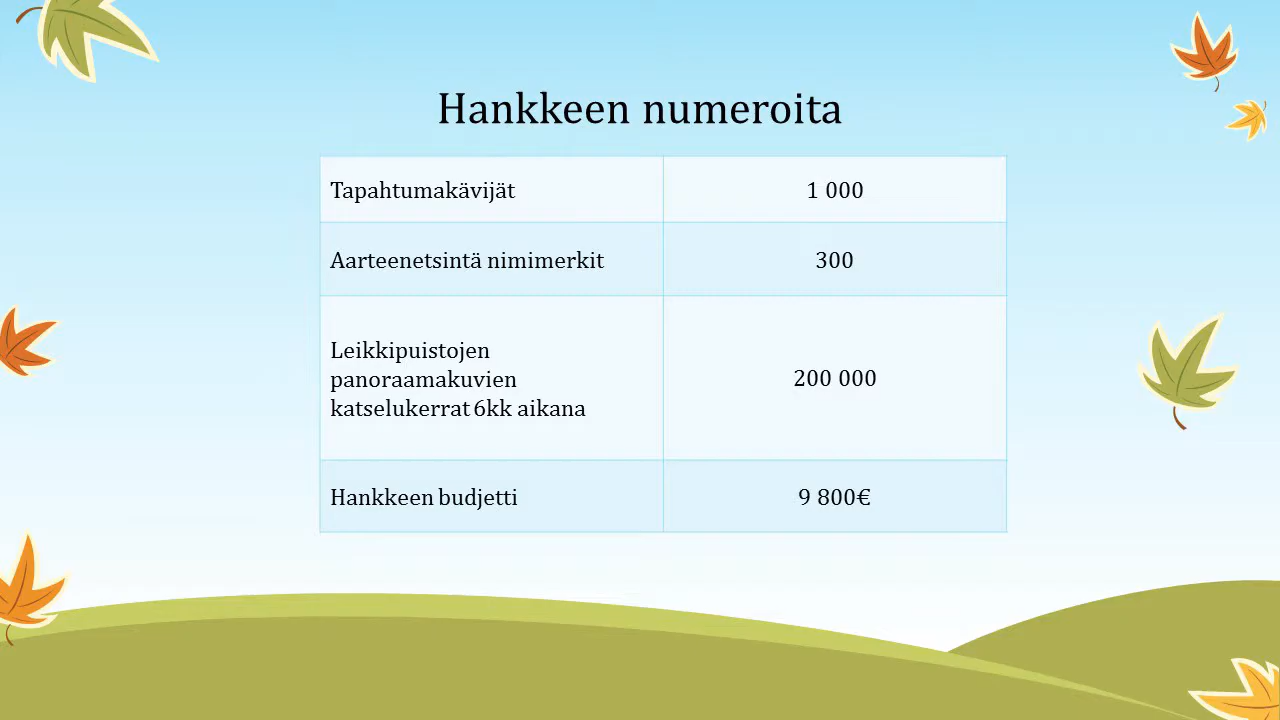 Hankkeen numeroita
Tapahtumakävijät 1 000
Aarteenetsintä nimimerkit 300
Leikkipuistojen
panoraamakuvien
katselukerrat 6kk aikana 200 000
Hankkeen budjetti 9 800€